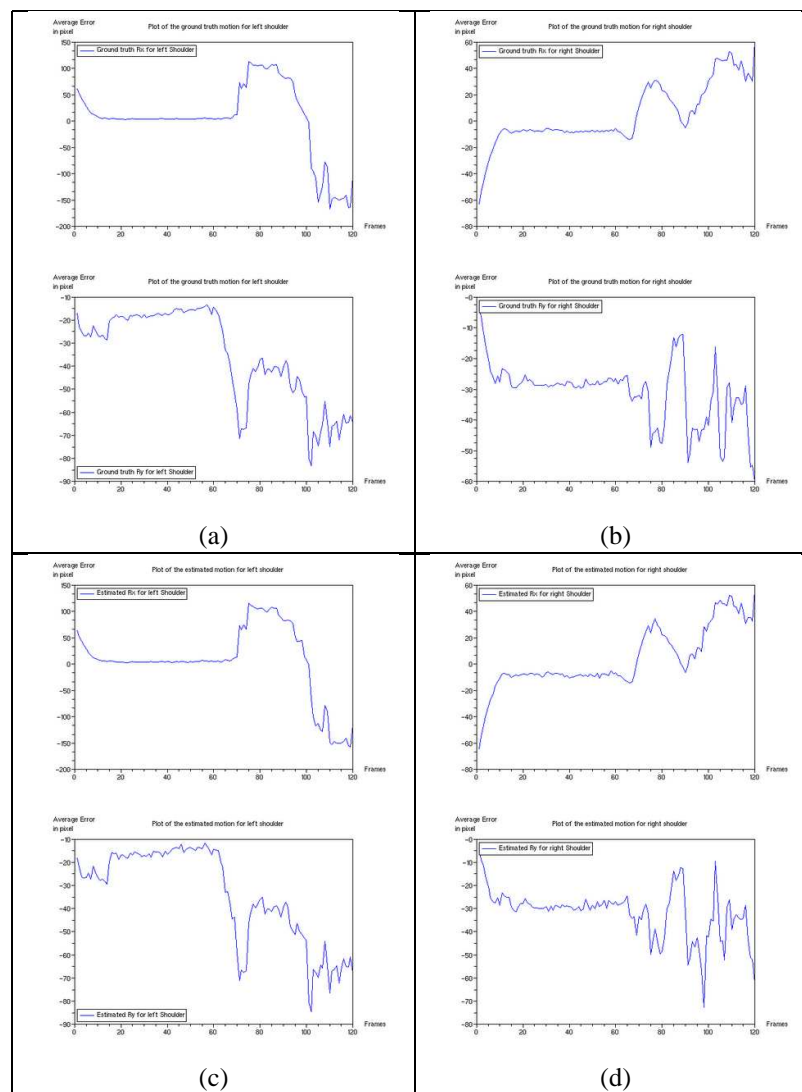 Average Error
in pixel
Plot of the ground truth motion for left shoulder
150
Ground truth Rx for left Shoulder
100
50
0
-50
-100
-150
-200
0 20 40 60 80 100 120
Frames
Average Error
in pixel
Plot of the ground truth motion for left shoulder
-10
-20
-30
-40
-50
-60
-70
-80
Ground truth Ry for left Shoulder
-90
0 20 40 60 80 100 120
Frames
(a)
Average Error
in pixel
Plot of the ground truth motion for right shoulder
60
Ground truth Rx for right Shoulder
40
20
0
-20
-40
-60
-80
0 20 40 60 80 100 120
Frames
Average Error
in pixel
Plot of the ground truth motion for right shoulder
-0
Ground truth Ry for right Shoulder
-10
-20
-30
-40
-50
-60
0 20 40 60 80 100 120
Frames
(b)
Average Error
in pixel
Plot of the estimated motion for left shoulder
150
Estimated Rx for left Shoulder
100
50
0
-50
-100
-150
-200
0 20 40 60 80 100 120
Frames
Average Error
in pixel
Plot of the estimated motion for left shoulder
-10
-20
-30
-40
-50
-60
-70
-80
Estimated Ry for left Shoulder
-90
0 20 40 60 80 100 120
Frames
(c)
Average Error
in pixel
Plot of the estimated motion for right shoulder
60
Estimated Rx for right Shoulder
40
20
0
-20
-40
-60
-80
0 20 40 60 80 100 120
Frames
Average Error
in pixel
Plot of the estimated motion for right shoulder
-0
Estimated Ry for right Shoulder
-10
-20
-30
-40
-50
-60
-70
-80
0 20 40 60 80 100 120
Frames
(d)